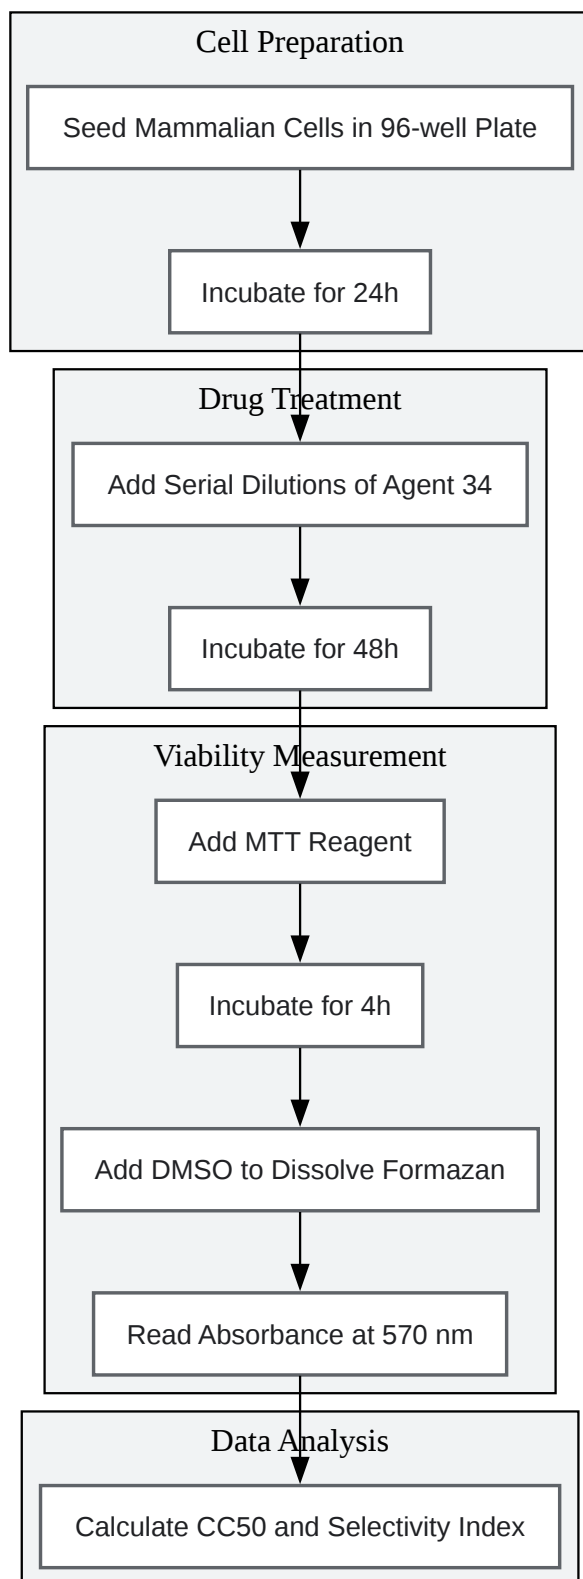 Cell Preparation
Seed Mammalian Cells in 96-well Plate
Incubate for 24h
Drug Treatment
Add Serial Dilutions of Agent 34
Incubate for 48h
Viability Measurement
Add MTT Reagent
Incubate for 4h
Add DMSO to Dissolve Formazan
Read Absorbance at 570 nm
Data Analysis
Calculate CC50 and Selectivity Index